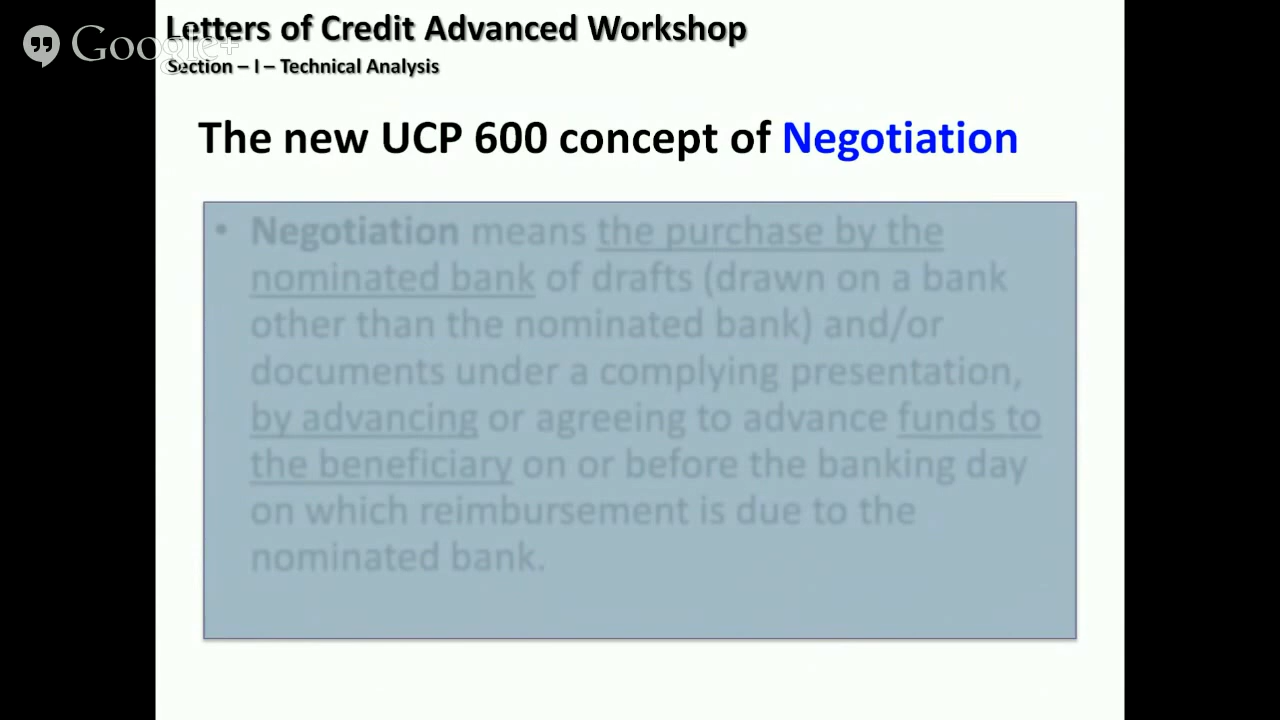 Letters of Credit Advanced Workshop
Google+
Section – I – Technical Analysis
The new UCP 600 concept of Negotiation
• Negotiation means the purchase by the
nominated bank of drafts (drawn on a bank
other than the nominated bank) and/or
documents under a complying presentation,
by advancing or agreeing to advance funds to
the beneficiary on or before the banking day
on which reimbursement is due to the
nominated bank.